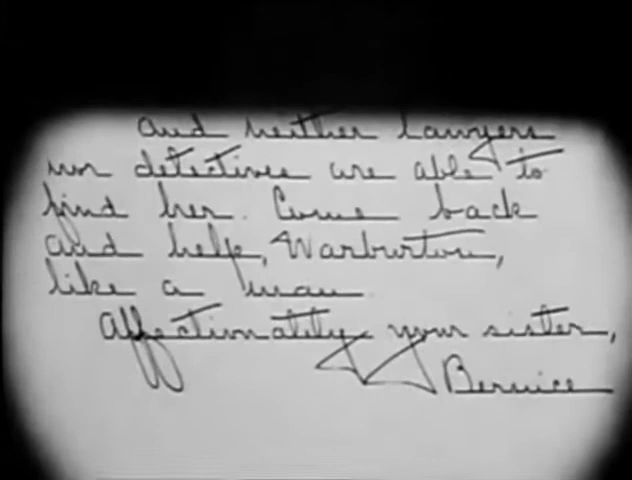 and neither lawyers
nor detectives are able to
find her. Come back
and help, Warburton,
like a man.
Affectionately your sister,
Bernice